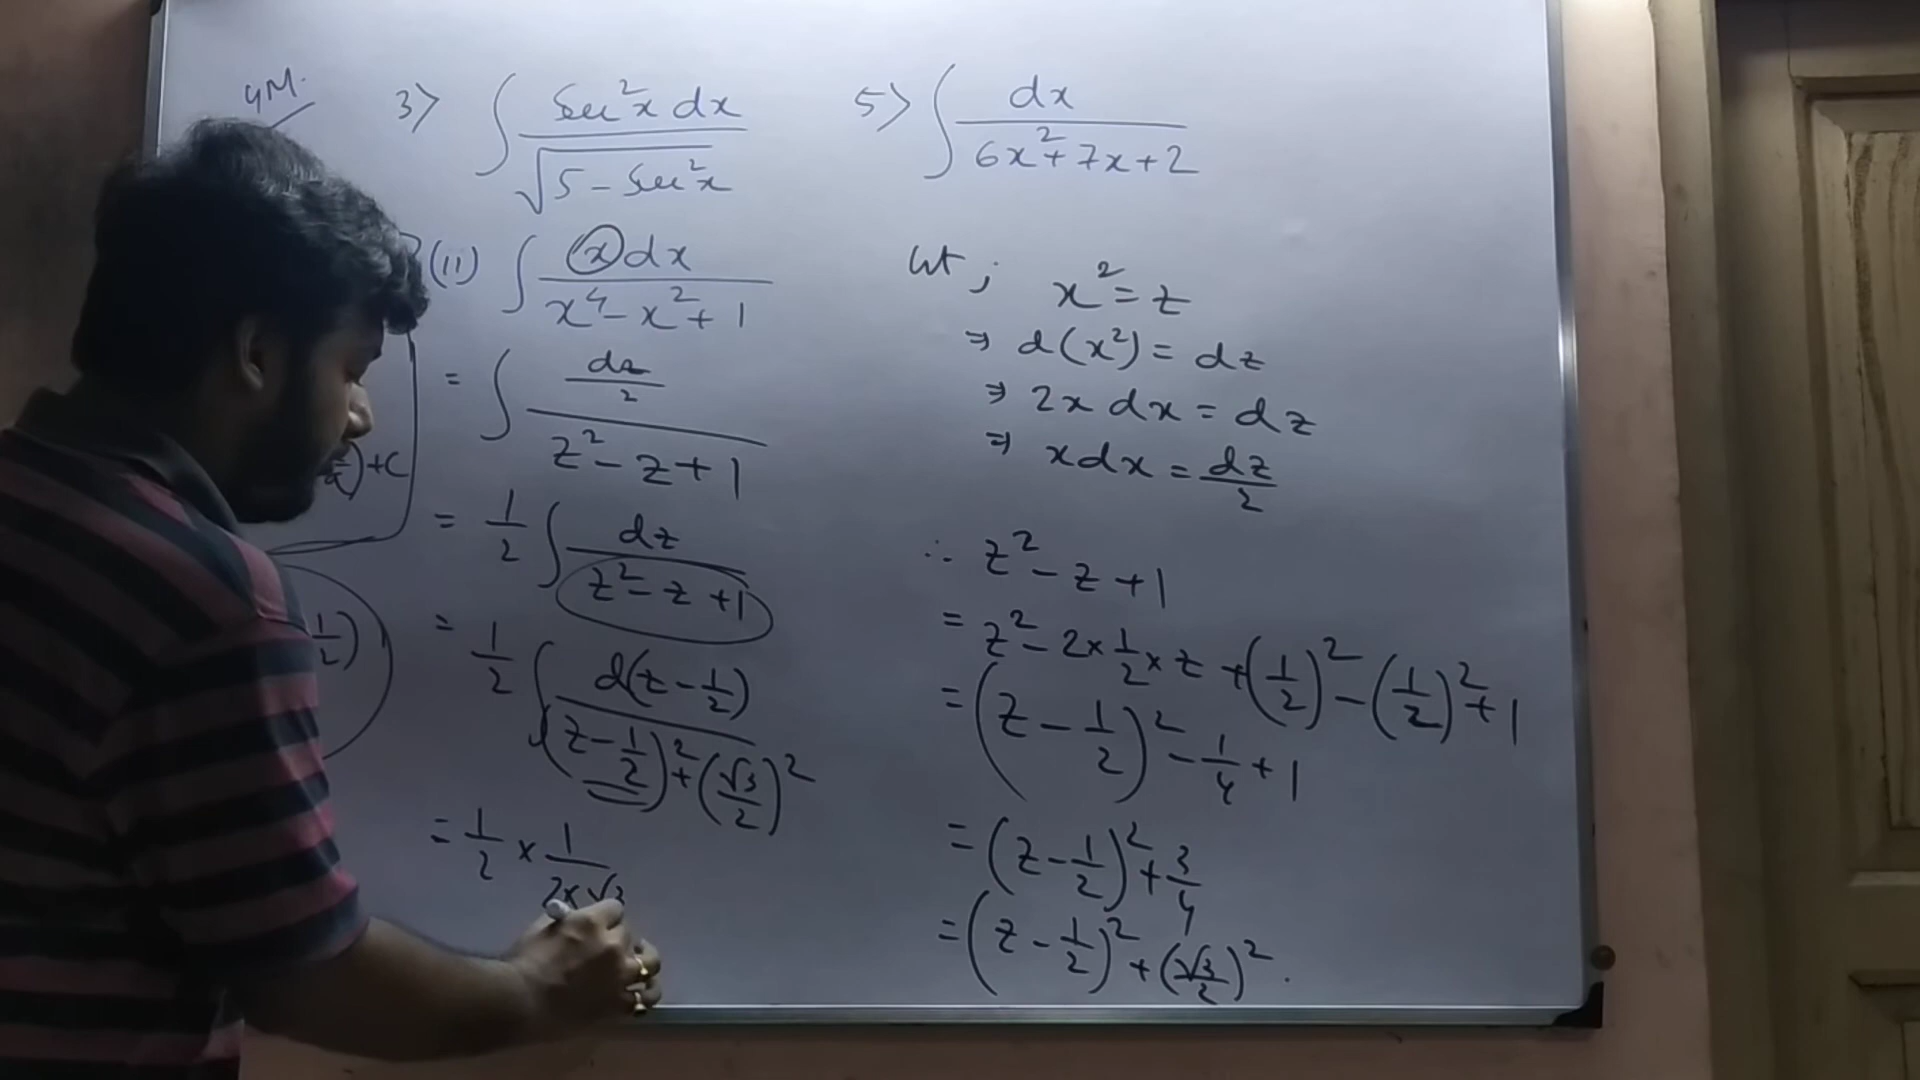 4M.
3> ∫ sec²x dx / √(5 - sec²x)
(11) ∫ x dx / (x⁴ - x² + 1)
= ∫ (dz/2) / (z² - z + 1)
) + C
= 1/2 ∫ dz / (z² - z + 1)
1/2)
= 1/2 ∫ d(z - 1/2) / ((z - 1/2)² + (√3/2)²)
= 1/2 × 1 / (2×√3
5> ∫ dx / (6x² + 7x + 2)
let ; x² = z
⇒ d(x²) = dz
⇒ 2x dx = dz
⇒ x dx = dz/2
∴ z² - z + 1
= z² - 2×1/2×z + (1/2)² - (1/2)² + 1
= (z - 1/2)² - 1/4 + 1
= (z - 1/2)² + 3/4
= (z - 1/2)² + (√3/2)².